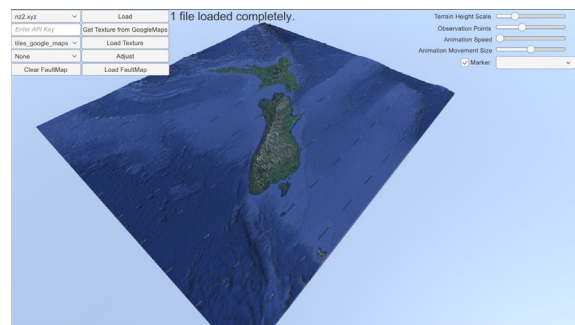 nz2.xyz
Load
1 file loaded completely.
Enter API Key
Get Texture from GoogleMaps
tiles_google_maps
Load Texture
None
Adjust
Clear FaultMap
Load FaultMap
Terrain Height Scale
Observation Points
Animation Speed
Animation Movement Size
Marker